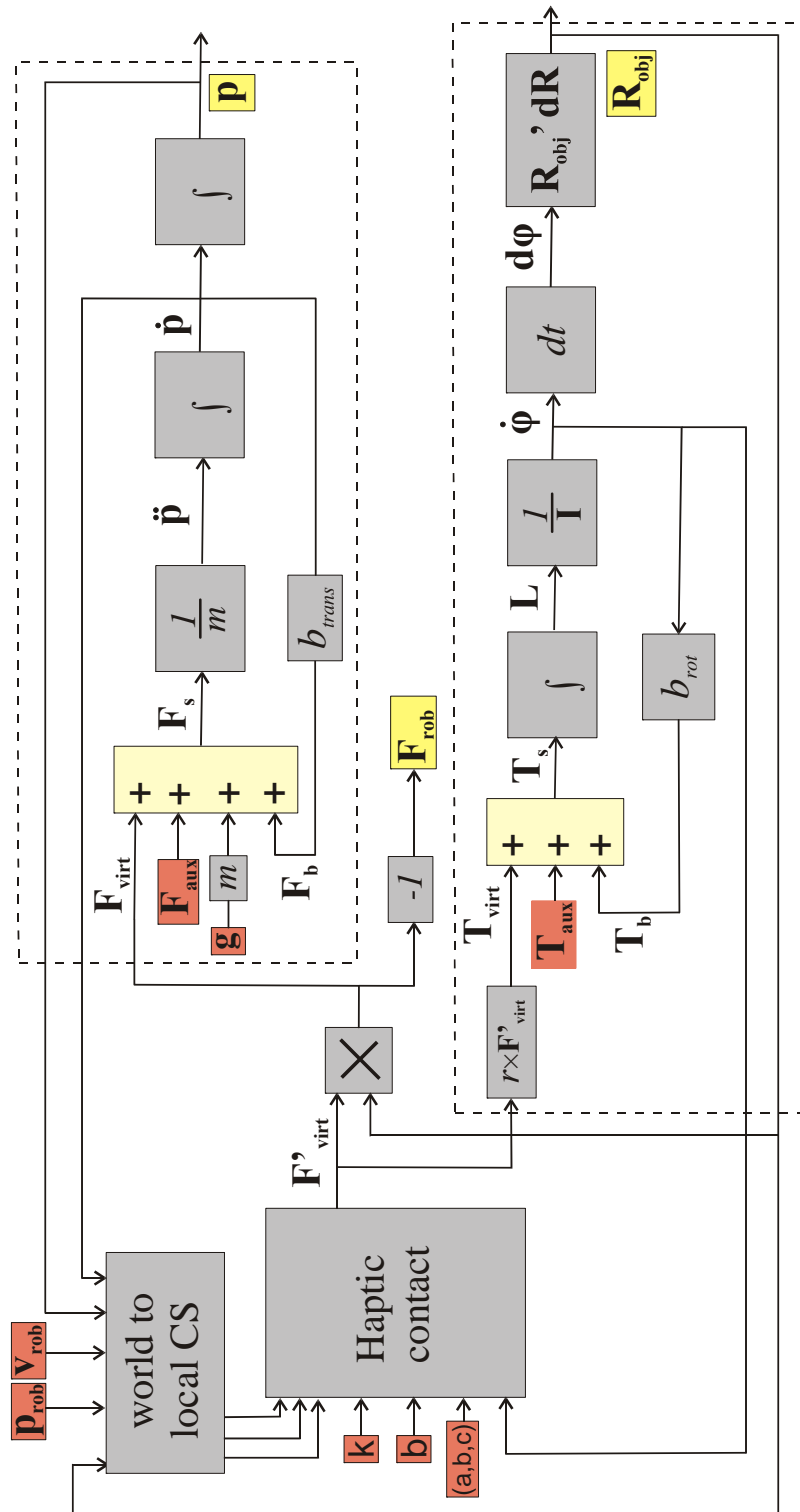 p_rob
v_rob
world to
local CS
k
b
(a,b,c)
Haptic
contact
F'_virt
×
F_virt
F_aux
g
m
F_b
+
+
+
+
F_s
1/m
p̈
∫
ṗ
∫
p
b_trans
-1
F_rob
r×F'_virt
T_virt
T_aux
T_b
+
+
+
T_s
∫
L
1/I
φ̇
dt
dφ
R_obj' dR
R_obj
b_rot